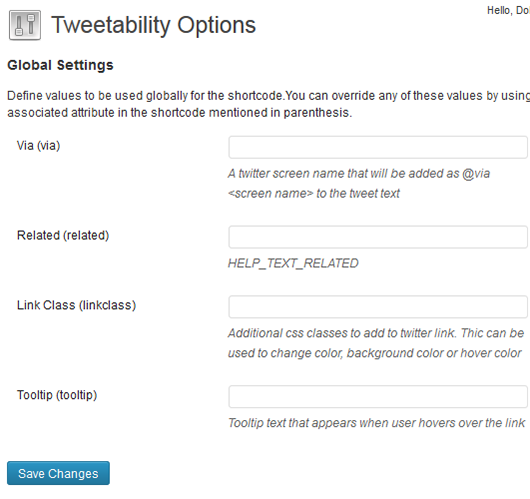 Hello, Do
Tweetability Options
Global Settings
Define values to be used globally for the shortcode.You can override any of these values by using
associated attribute in the shortcode mentioned in parenthesis.
Via (via)
A twitter screen name that will be added as @via
<screen name> to the tweet text
Related (related)
HELP_TEXT_RELATED
Link Class (linkclass)
Additional css classes to add to twitter link. Thic can be
used to change color, background color or hover color
Tooltip (tooltip)
Tooltip text that appears when user hovers over the link
Save Changes